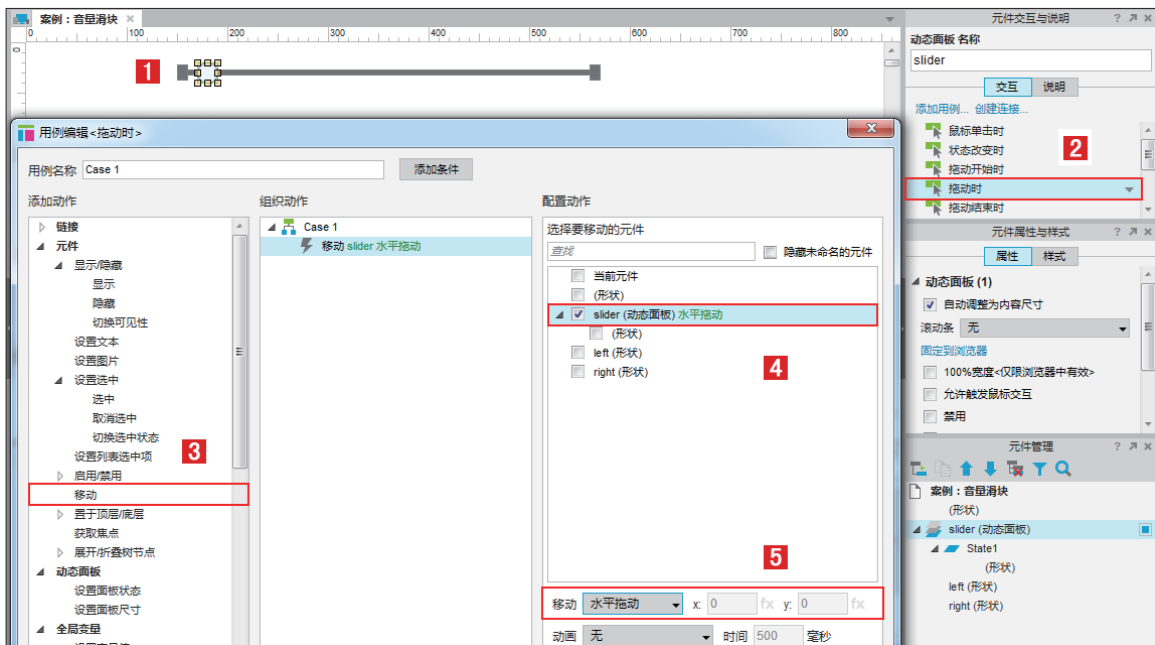 案例：音量滑块
0 100 200 300 400 500 600 700 800
0
1
用例编辑<拖动时>
用例名称 Case 1 添加条件
添加动作
链接
元件
显示/隐藏
显示
隐藏
切换可见性
设置文本
设置图片
设置选中
选中
取消选中
切换选中状态
设置列表选中项
3
启用/禁用
移动
置于顶层/底层
获取焦点
展开/折叠树节点
动态面板
设置面板状态
设置面板尺寸
全局变量
组织动作
Case 1
移动 slider 水平拖动
配置动作
选择要移动的元件
查找 隐藏未命名的元件
当前元件
(形状)
slider (动态面板) 水平拖动
(形状)
left (形状)
right (形状)
4
5
移动 水平拖动 x: 0 fx y: 0 fx
动画 无 时间 500 毫秒
元件交互与说明
动态面板 名称
slider
交互 说明
添加用例... 创建连接...
鼠标单击时
状态改变时
2
拖动开始时
拖动时
拖动结束时
元件属性与样式
属性 样式
动态面板 (1)
自动调整为内容尺寸
滚动条 无
固定到浏览器
100%宽度<仅限浏览器中有效>
允许触发鼠标交互
禁用
元件管理
案例：音量滑块
(形状)
slider (动态面板)
State1
(形状)
left (形状)
right (形状)